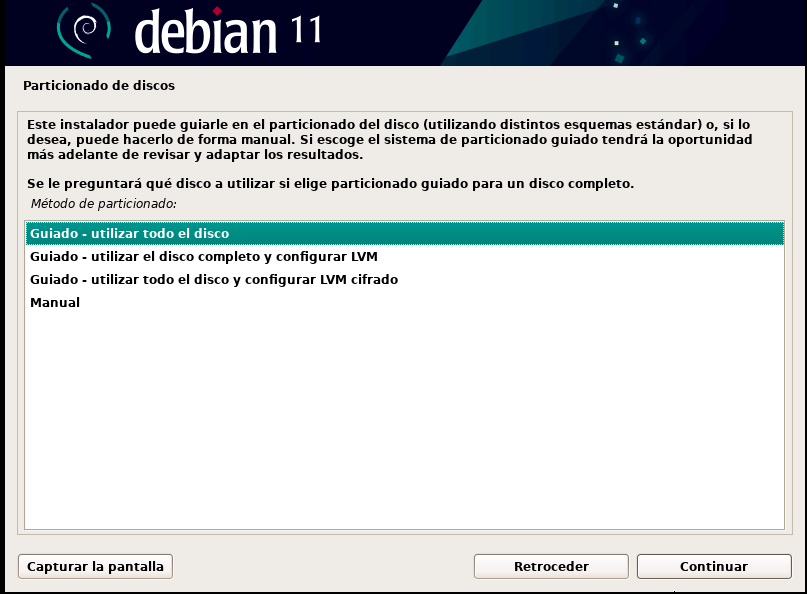 debian 11
Particionado de discos
Este instalador puede guiarle en el particionado del disco (utilizando distintos esquemas estándar) o, si lo
desea, puede hacerlo de forma manual. Si escoge el sistema de particionado guiado tendrá la oportunidad
más adelante de revisar y adaptar los resultados.
Se le preguntará qué disco a utilizar si elige particionado guiado para un disco completo.
Método de particionado:
Guiado - utilizar todo el disco
Guiado - utilizar el disco completo y configurar LVM
Guiado - utilizar todo el disco y configurar LVM cifrado
Manual
Capturar la pantalla
Retroceder
Continuar